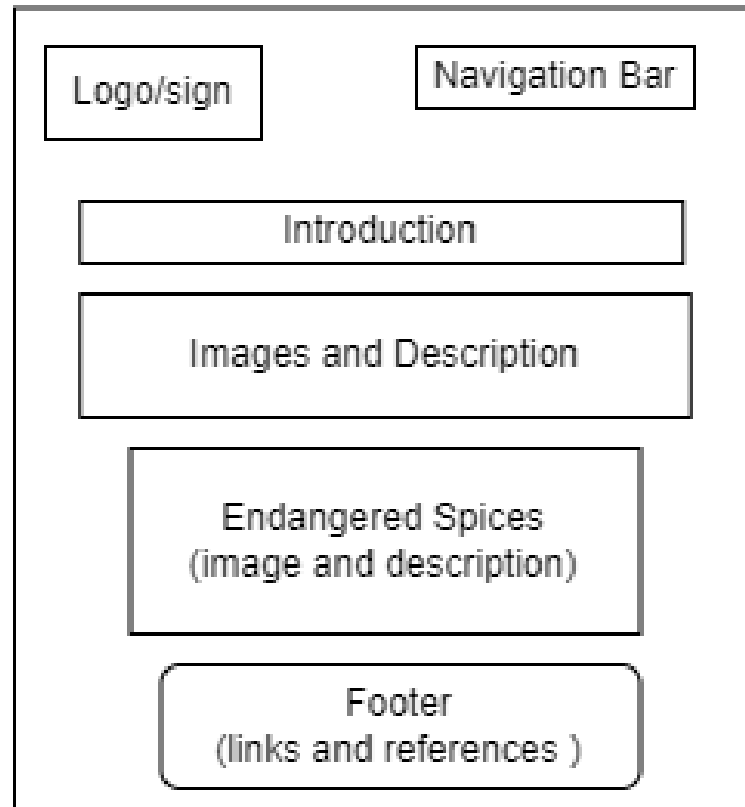 Logo/sign
Navigation Bar
Introduction
Images and Description
Endangered Spices
(image and description)
Footer
(links and references )